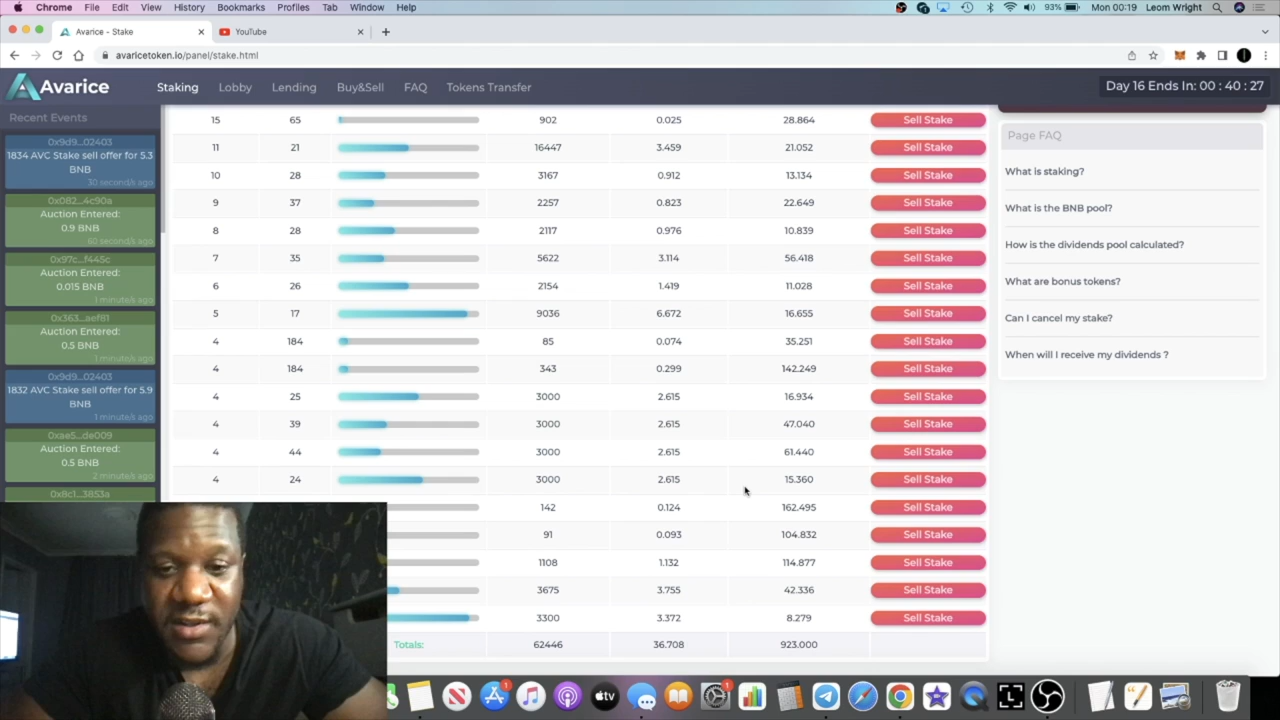 Chrome File Edit View History Bookmarks Profiles Tab Window Help 93% Mon 00:19 Leom Wright
Avarice - Stake YouTube
avaricetoken.io/panel/stake.html
Avarice Staking Lobby Lending Buy&Sell FAQ Tokens Transfer Day 16 Ends In: 00 : 40 : 27
Recent Events
0x9d9...02403
1834 AVC Stake sell offer for 5.3
BNB
30 second/s ago
0x082...4c90a
Auction Entered:
0.9 BNB
60 second/s ago
0x97c...f445c
Auction Entered:
0.015 BNB
1 minute/s ago
0x363...aef81
Auction Entered:
0.5 BNB
1 minute/s ago
0x9d9...02403
1832 AVC Stake sell offer for 5.9
BNB
1 minute/s ago
0xae5...de009
Auction Entered:
0.5 BNB
2 minute/s ago
0x8c1...3853a
15 65 902 0.025 28.864 Sell Stake
11 21 16447 3.459 21.052 Sell Stake
10 28 3167 0.912 13.134 Sell Stake
9 37 2257 0.823 22.649 Sell Stake
8 28 2117 0.976 10.839 Sell Stake
7 35 5622 3.114 56.418 Sell Stake
6 26 2154 1.419 11.028 Sell Stake
5 17 9036 6.672 16.655 Sell Stake
4 184 85 0.074 35.251 Sell Stake
4 184 343 0.299 142.249 Sell Stake
4 25 3000 2.615 16.934 Sell Stake
4 39 3000 2.615 47.040 Sell Stake
4 44 3000 2.615 61.440 Sell Stake
4 24 3000 2.615 15.360 Sell Stake
142 0.124 162.495 Sell Stake
91 0.093 104.832 Sell Stake
1108 1.132 114.877 Sell Stake
3675 3.755 42.336 Sell Stake
3300 3.372 8.279 Sell Stake
Totals: 62446 36.708 923.000
Page FAQ
What is staking?
What is the BNB pool?
How is the dividends pool calculated?
What are bonus tokens?
Can I cancel my stake?
When will I receive my dividends ?
1
tv
1